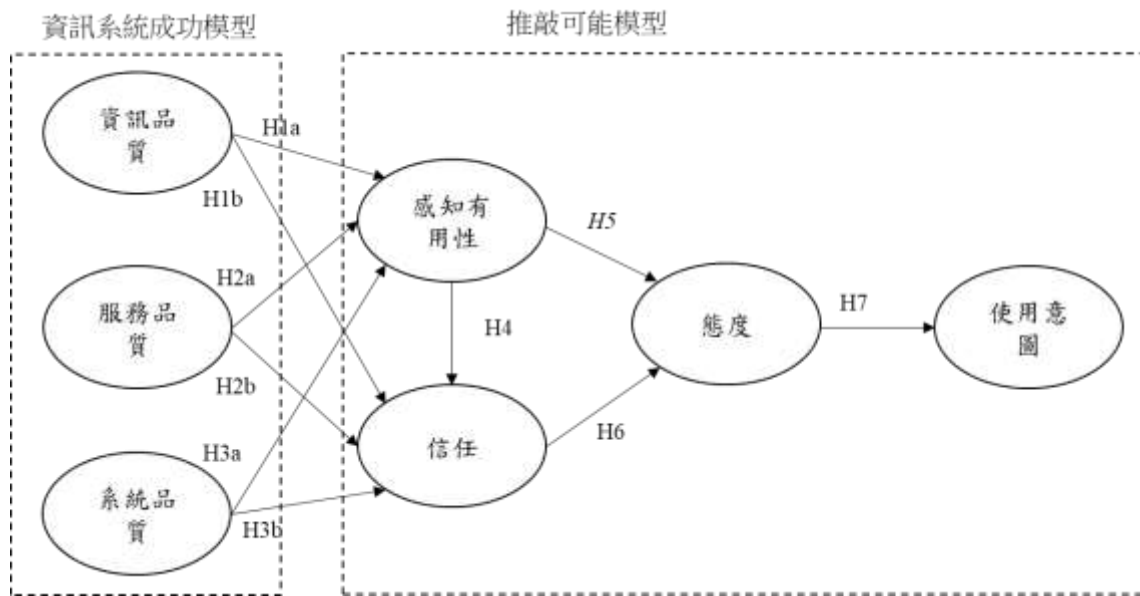 資訊系統成功模型
推敲可能模型
資訊品
質
H1a
H1b
感知有
用性
H5
服務品
質
H2a
H2b
H4
態度
H7
使用意
圖
H3a
信任
H6
系統品
質
H3b